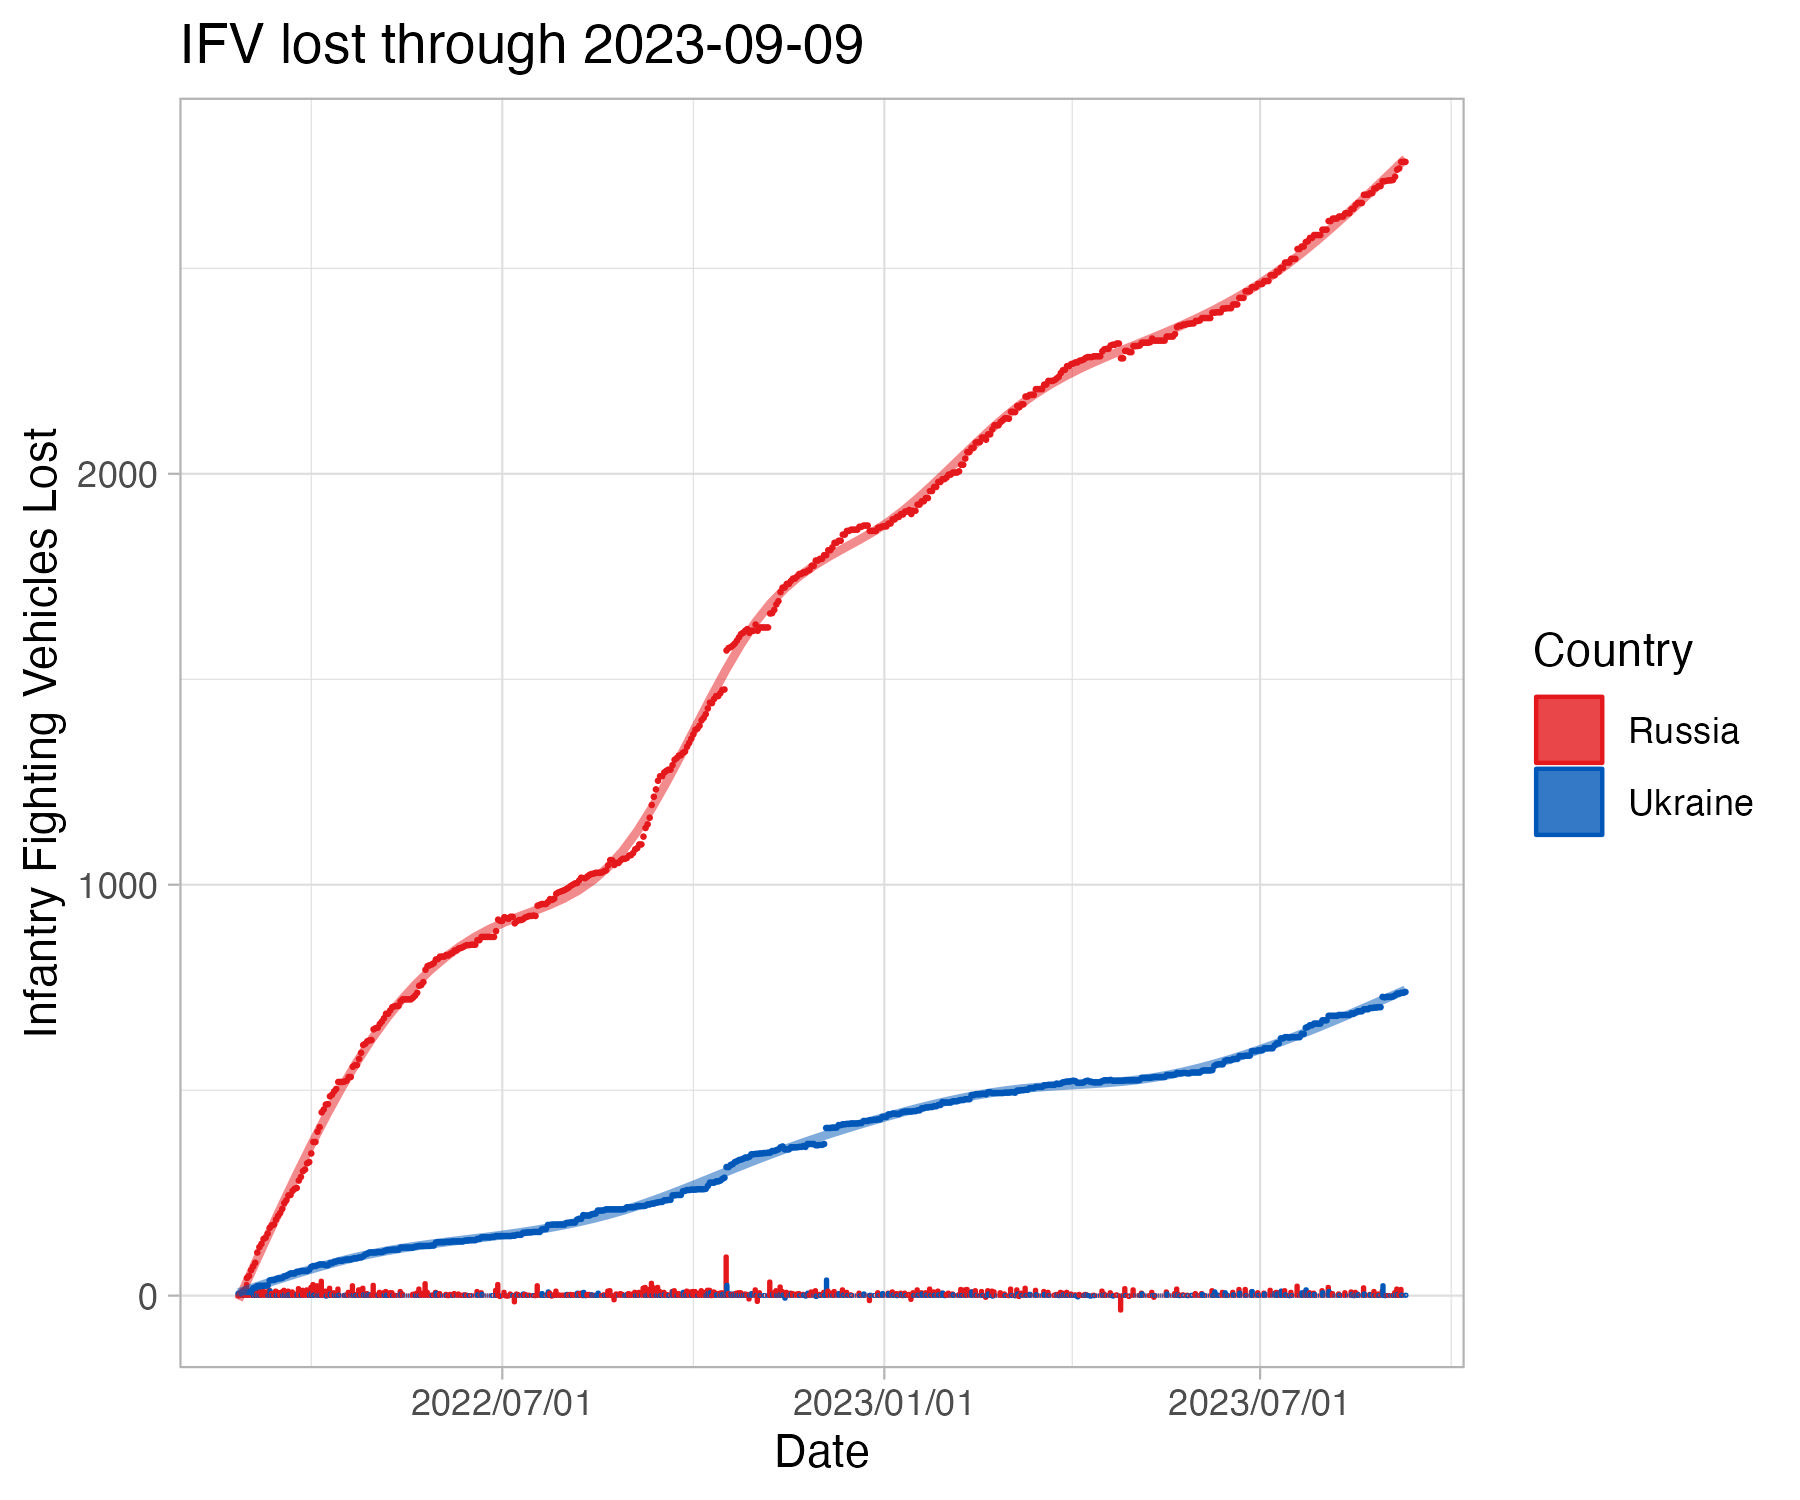 IFV lost through 2023-09-09
Infantry Fighting Vehicles Lost
2000
1000
0
2022/07/01
2023/01/01
2023/07/01
Date
Country
Russia
Ukraine